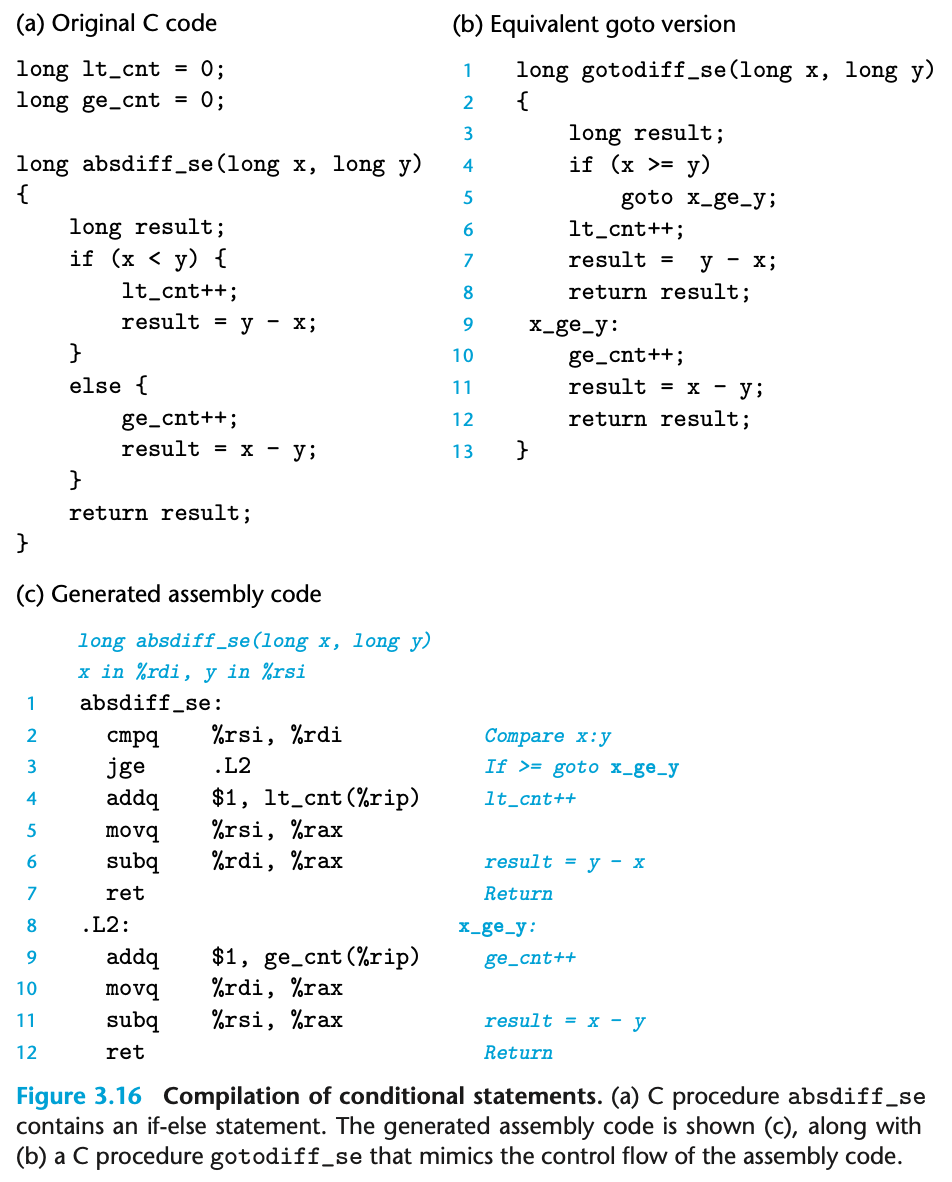 (a) Original C code
long lt_cnt = 0;
long ge_cnt = 0;
long absdiff_se(long x, long y)
{
    long result;
    if (x < y) {
        lt_cnt++;
        result = y - x;
    }
    else {
        ge_cnt++;
        result = x - y;
    }
    return result;
}
(b) Equivalent goto version
1 long gotodiff_se(long x, long y)
2 {
3     long result;
4     if (x >= y)
5         goto x_ge_y;
6     lt_cnt++;
7     result =  y - x;
8     return result;
9  x_ge_y:
10     ge_cnt++;
11     result = x - y;
12     return result;
13 }
(c) Generated assembly code
long absdiff_se(long x, long y)
x in %rdi, y in %rsi
1 absdiff_se:
2   cmpq    %rsi, %rdi    Compare x:y
3   jge     .L2    If >= goto x_ge_y
4   addq    $1, lt_cnt(%rip)    lt_cnt++
5   movq    %rsi, %rax
6   subq    %rdi, %rax    result = y - x
7   ret    Return
8 .L2:    x_ge_y:
9   addq    $1, ge_cnt(%rip)    ge_cnt++
10   movq    %rdi, %rax
11   subq    %rsi, %rax    result = x - y
12   ret    Return
Figure 3.16 Compilation of conditional statements. (a) C procedure absdiff_se
contains an if-else statement. The generated assembly code is shown (c), along with
(b) a C procedure gotodiff_se that mimics the control flow of the assembly code.